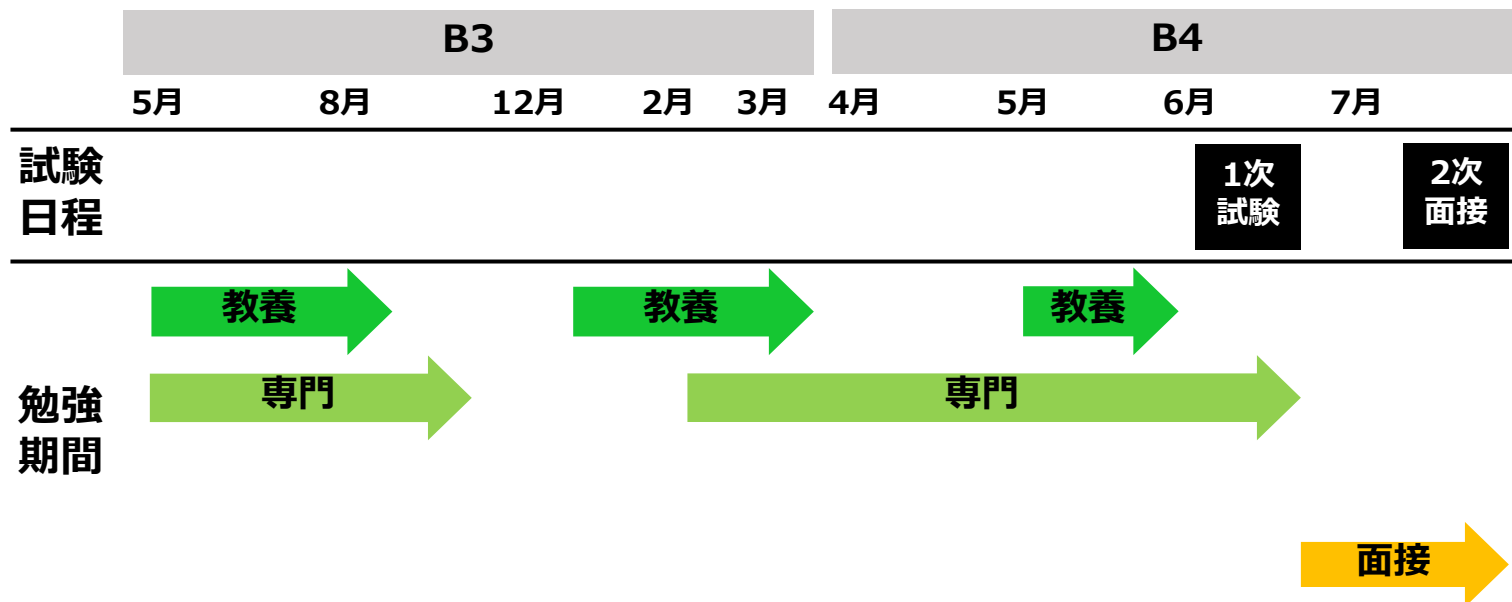 B3
B4
5月 8月 12月 2月 3月 4月 5月 6月 7月
試験
日程
1次
試験
2次
面接
教養 教養 教養
専門 専門
勉強
期間
面接